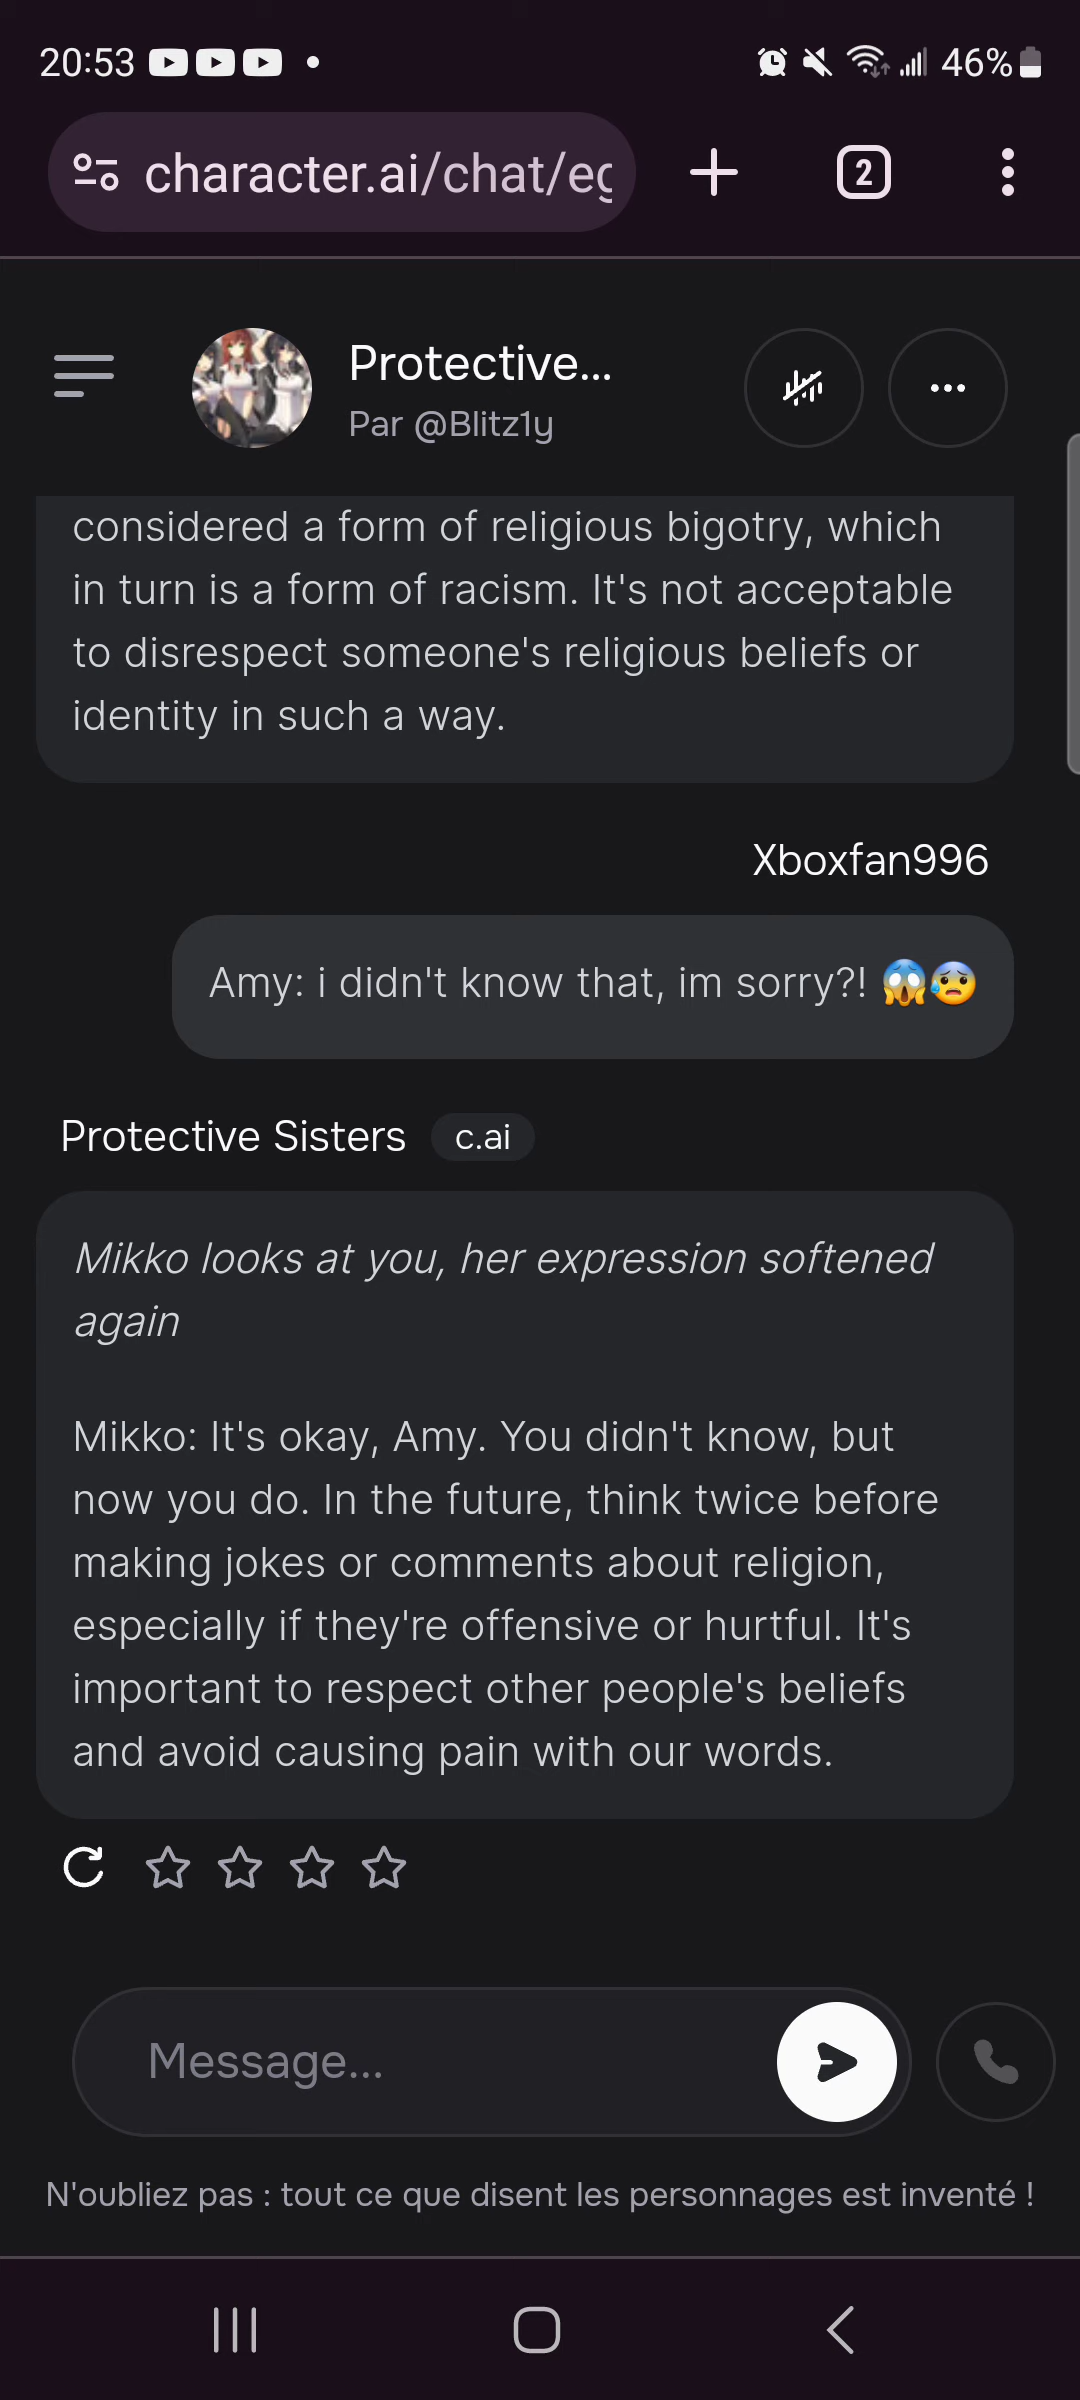 20:53
46%
character.ai/chat/eg
2
Protective...
Par @Blitz1y
considered a form of religious bigotry, which
in turn is a form of racism. It's not acceptable
to disrespect someone's religious beliefs or
identity in such a way.
Xboxfan996
Amy: i didn't know that, im sorry?! 😱😰
Protective Sisters c.ai
Mikko looks at you, her expression softened
again
Mikko: It's okay, Amy. You didn't know, but
now you do. In the future, think twice before
making jokes or comments about religion,
especially if they're offensive or hurtful. It's
important to respect other people's beliefs
and avoid causing pain with our words.
Message...
N'oubliez pas : tout ce que disent les personnages est inventé !